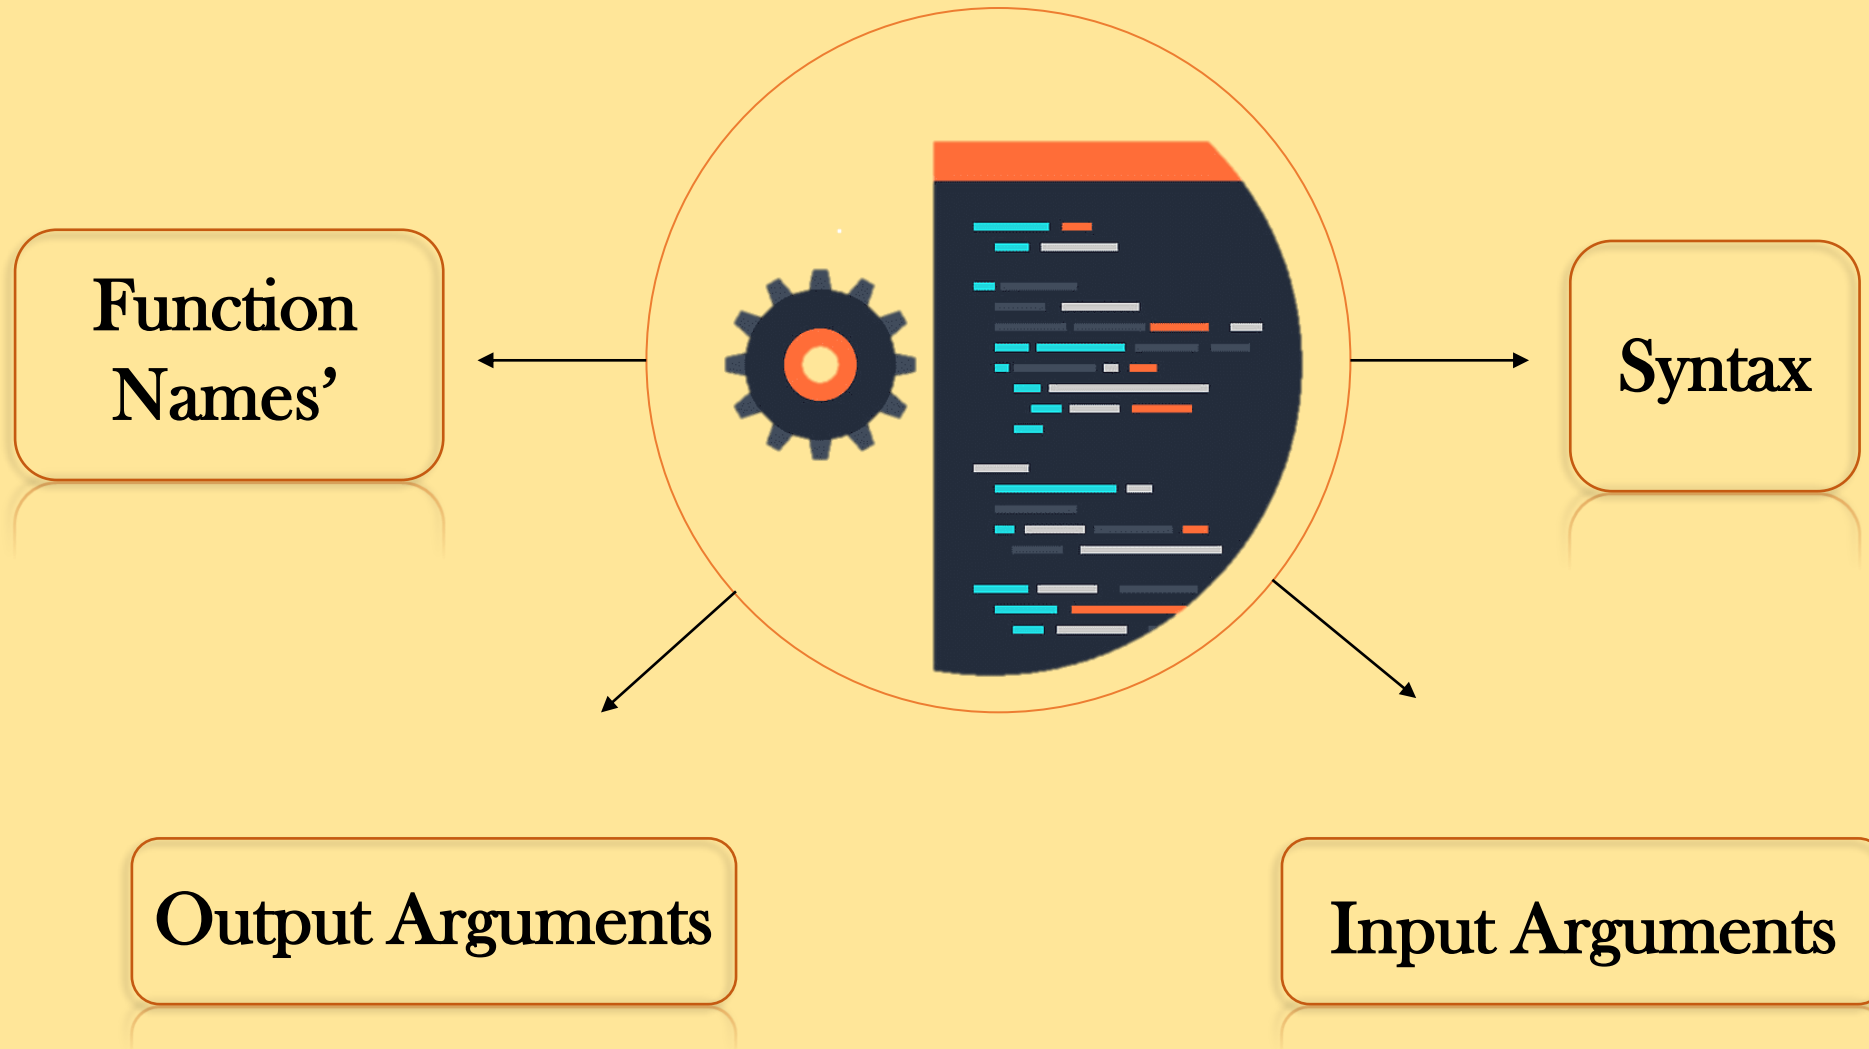 Function
Names’
Syntax
Output Arguments
Input Arguments